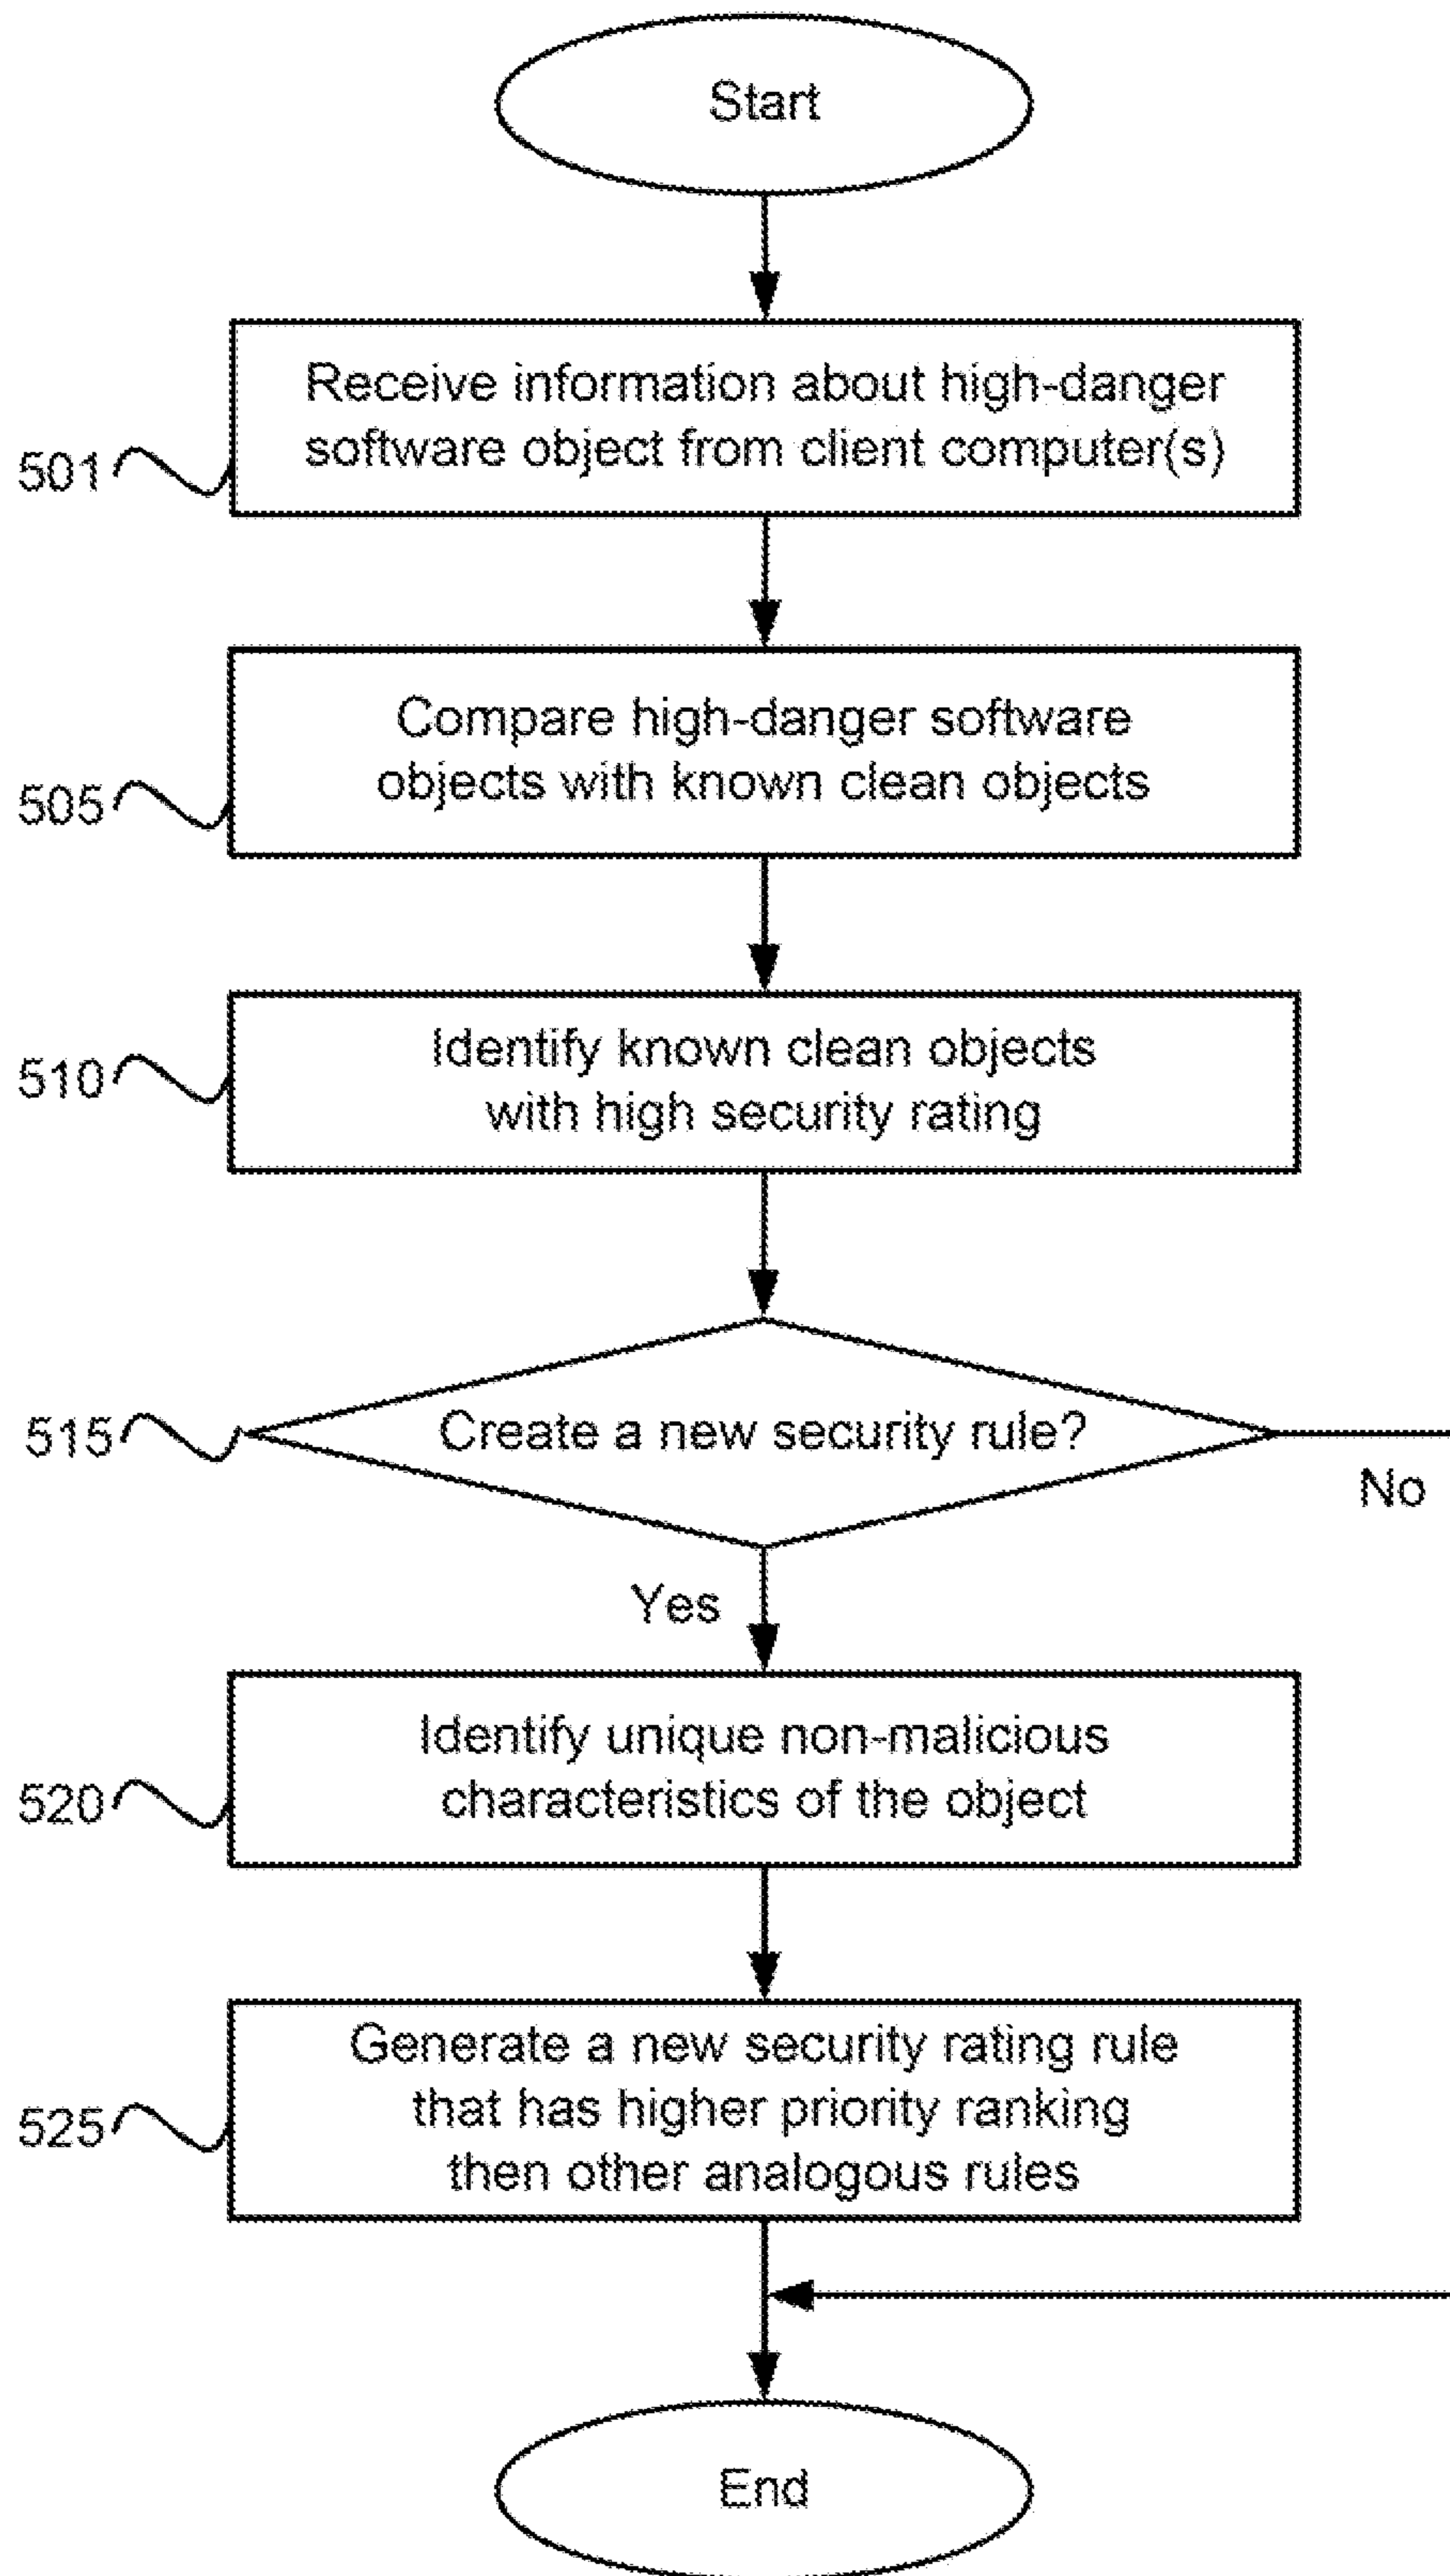 Start
Receive information about high-danger
software object from client computer(s)
501
Compare high-danger software
objects with known clean objects
505
Identify known clean objects
with high security rating
510
Create a new security rule?
515
No
Yes
Identify unique non-malicious
characteristics of the object
520
Generate a new security rating rule
that has higher priority ranking
then other analogous rules
525
End